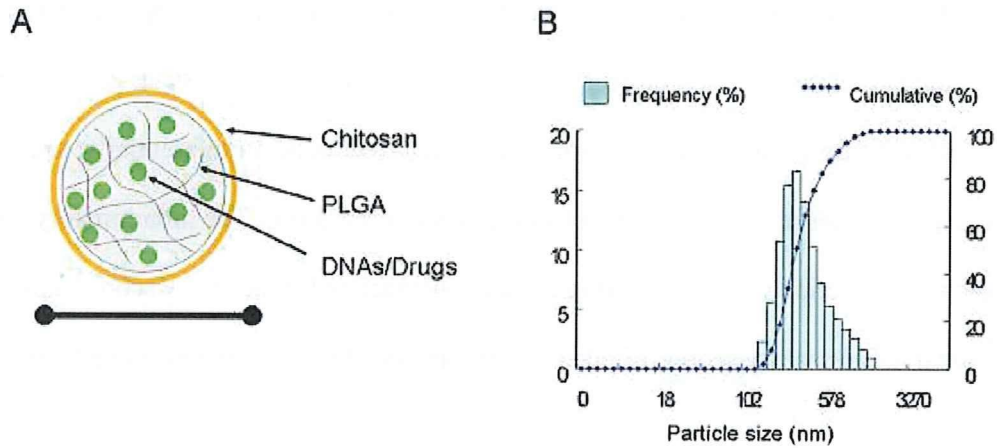 A
Chitosan
PLGA
DNAs/Drugs
B
Frequency (%)
Cumulative (%)
20
15
10
5
0
100
80
60
40
20
0
0 18 102 578 3270
Particle size (nm)